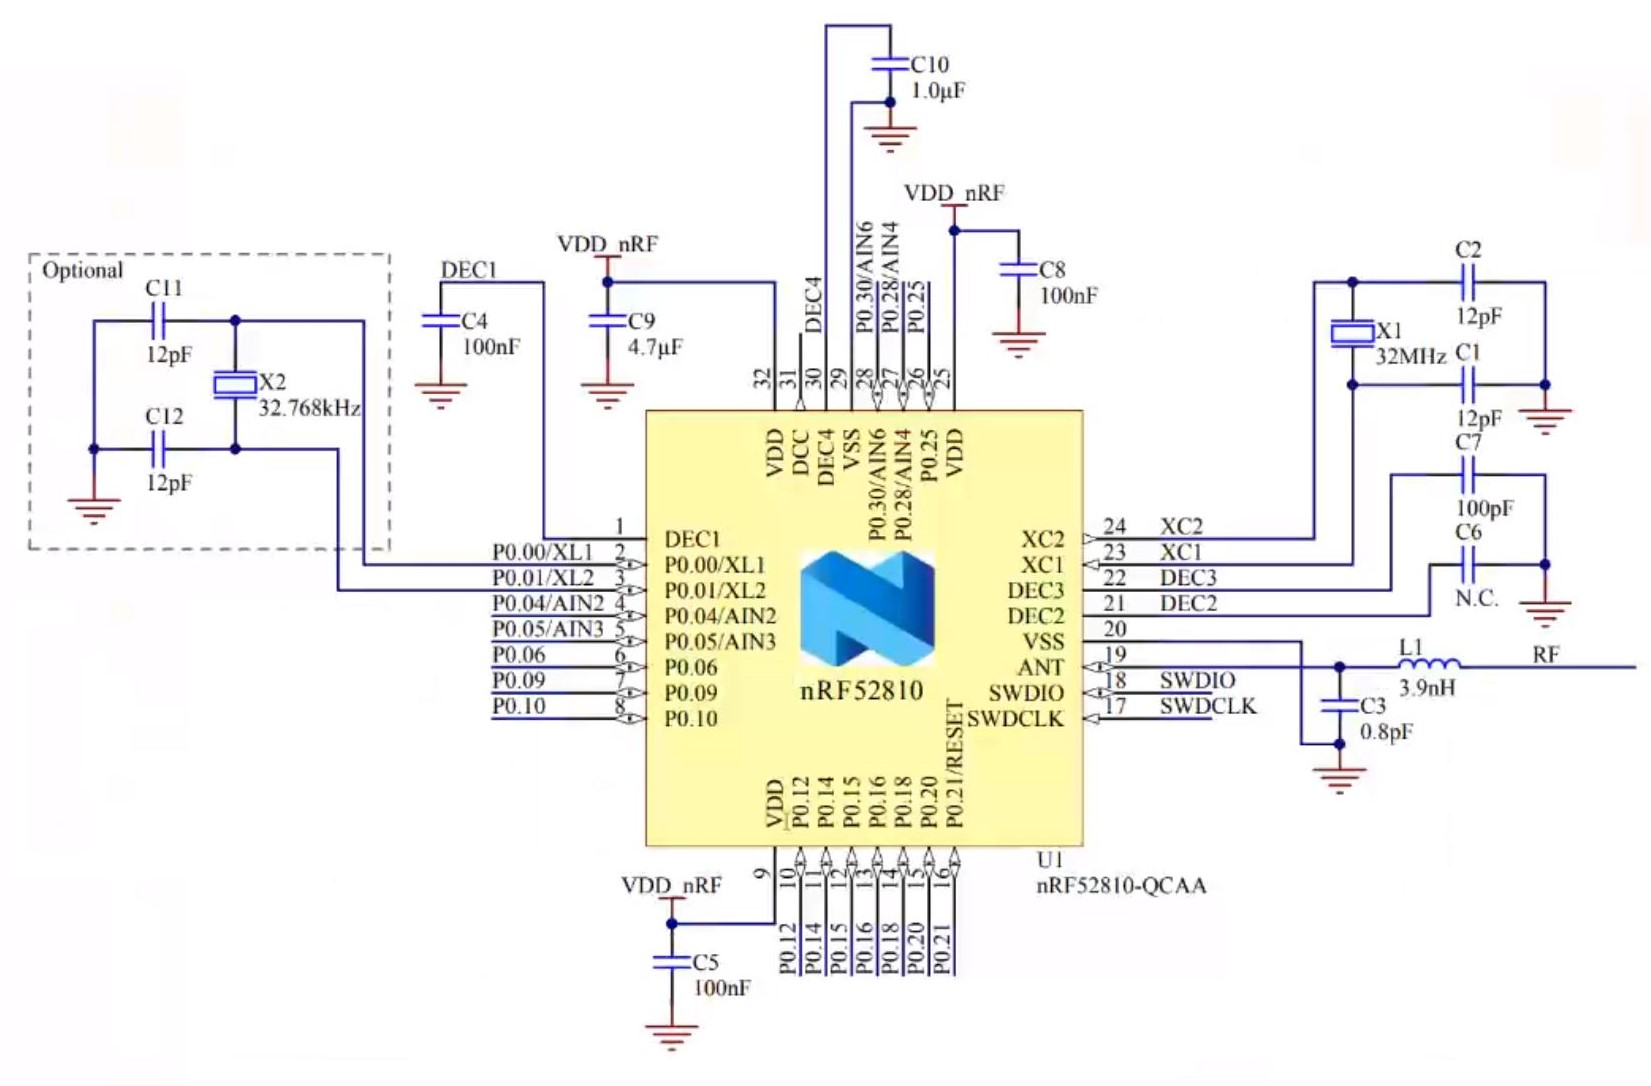 C10
1.0µF
VDD_nRF
C8
100nF
VDD_nRF
C9
4.7µF
DEC1
C4
100nF
Optional
C11
12pF
X2
32.768kHz
C12
12pF
C2
12pF
X1
32MHz
C1
12pF
C7
100pF
C6
N.C.
DEC4
P0.30/AIN6
P0.28/AIN4
P0.25
32
31
30
29
28
27
26
25
VDD
DCC
DEC4
VSS
P0.30/AIN6
P0.28/AIN4
P0.25
VDD
1
DEC1
P0.00/XL1
2
P0.00/XL1
P0.01/XL2
3
P0.01/XL2
P0.04/AIN2
4
P0.04/AIN2
P0.05/AIN3
5
P0.05/AIN3
P0.06
6
P0.06
P0.09
7
P0.09
P0.10
8
P0.10
nRF52810
XC2
24
XC2
XC1
23
XC1
DEC3
22
DEC3
DEC2
21
DEC2
VSS
20
ANT
19
SWDIO
18
SWDIO
SWDCLK
17
SWDCLK
L1
3.9nH
RF
C3
0.8pF
VDD
P0.12
P0.14
P0.15
P0.16
P0.18
P0.20
P0.21/RESET
9
10
11
12
13
14
15
16
P0.12
P0.14
P0.15
P0.16
P0.18
P0.20
P0.21
U1
nRF52810-QCAA
VDD_nRF
C5
100nF